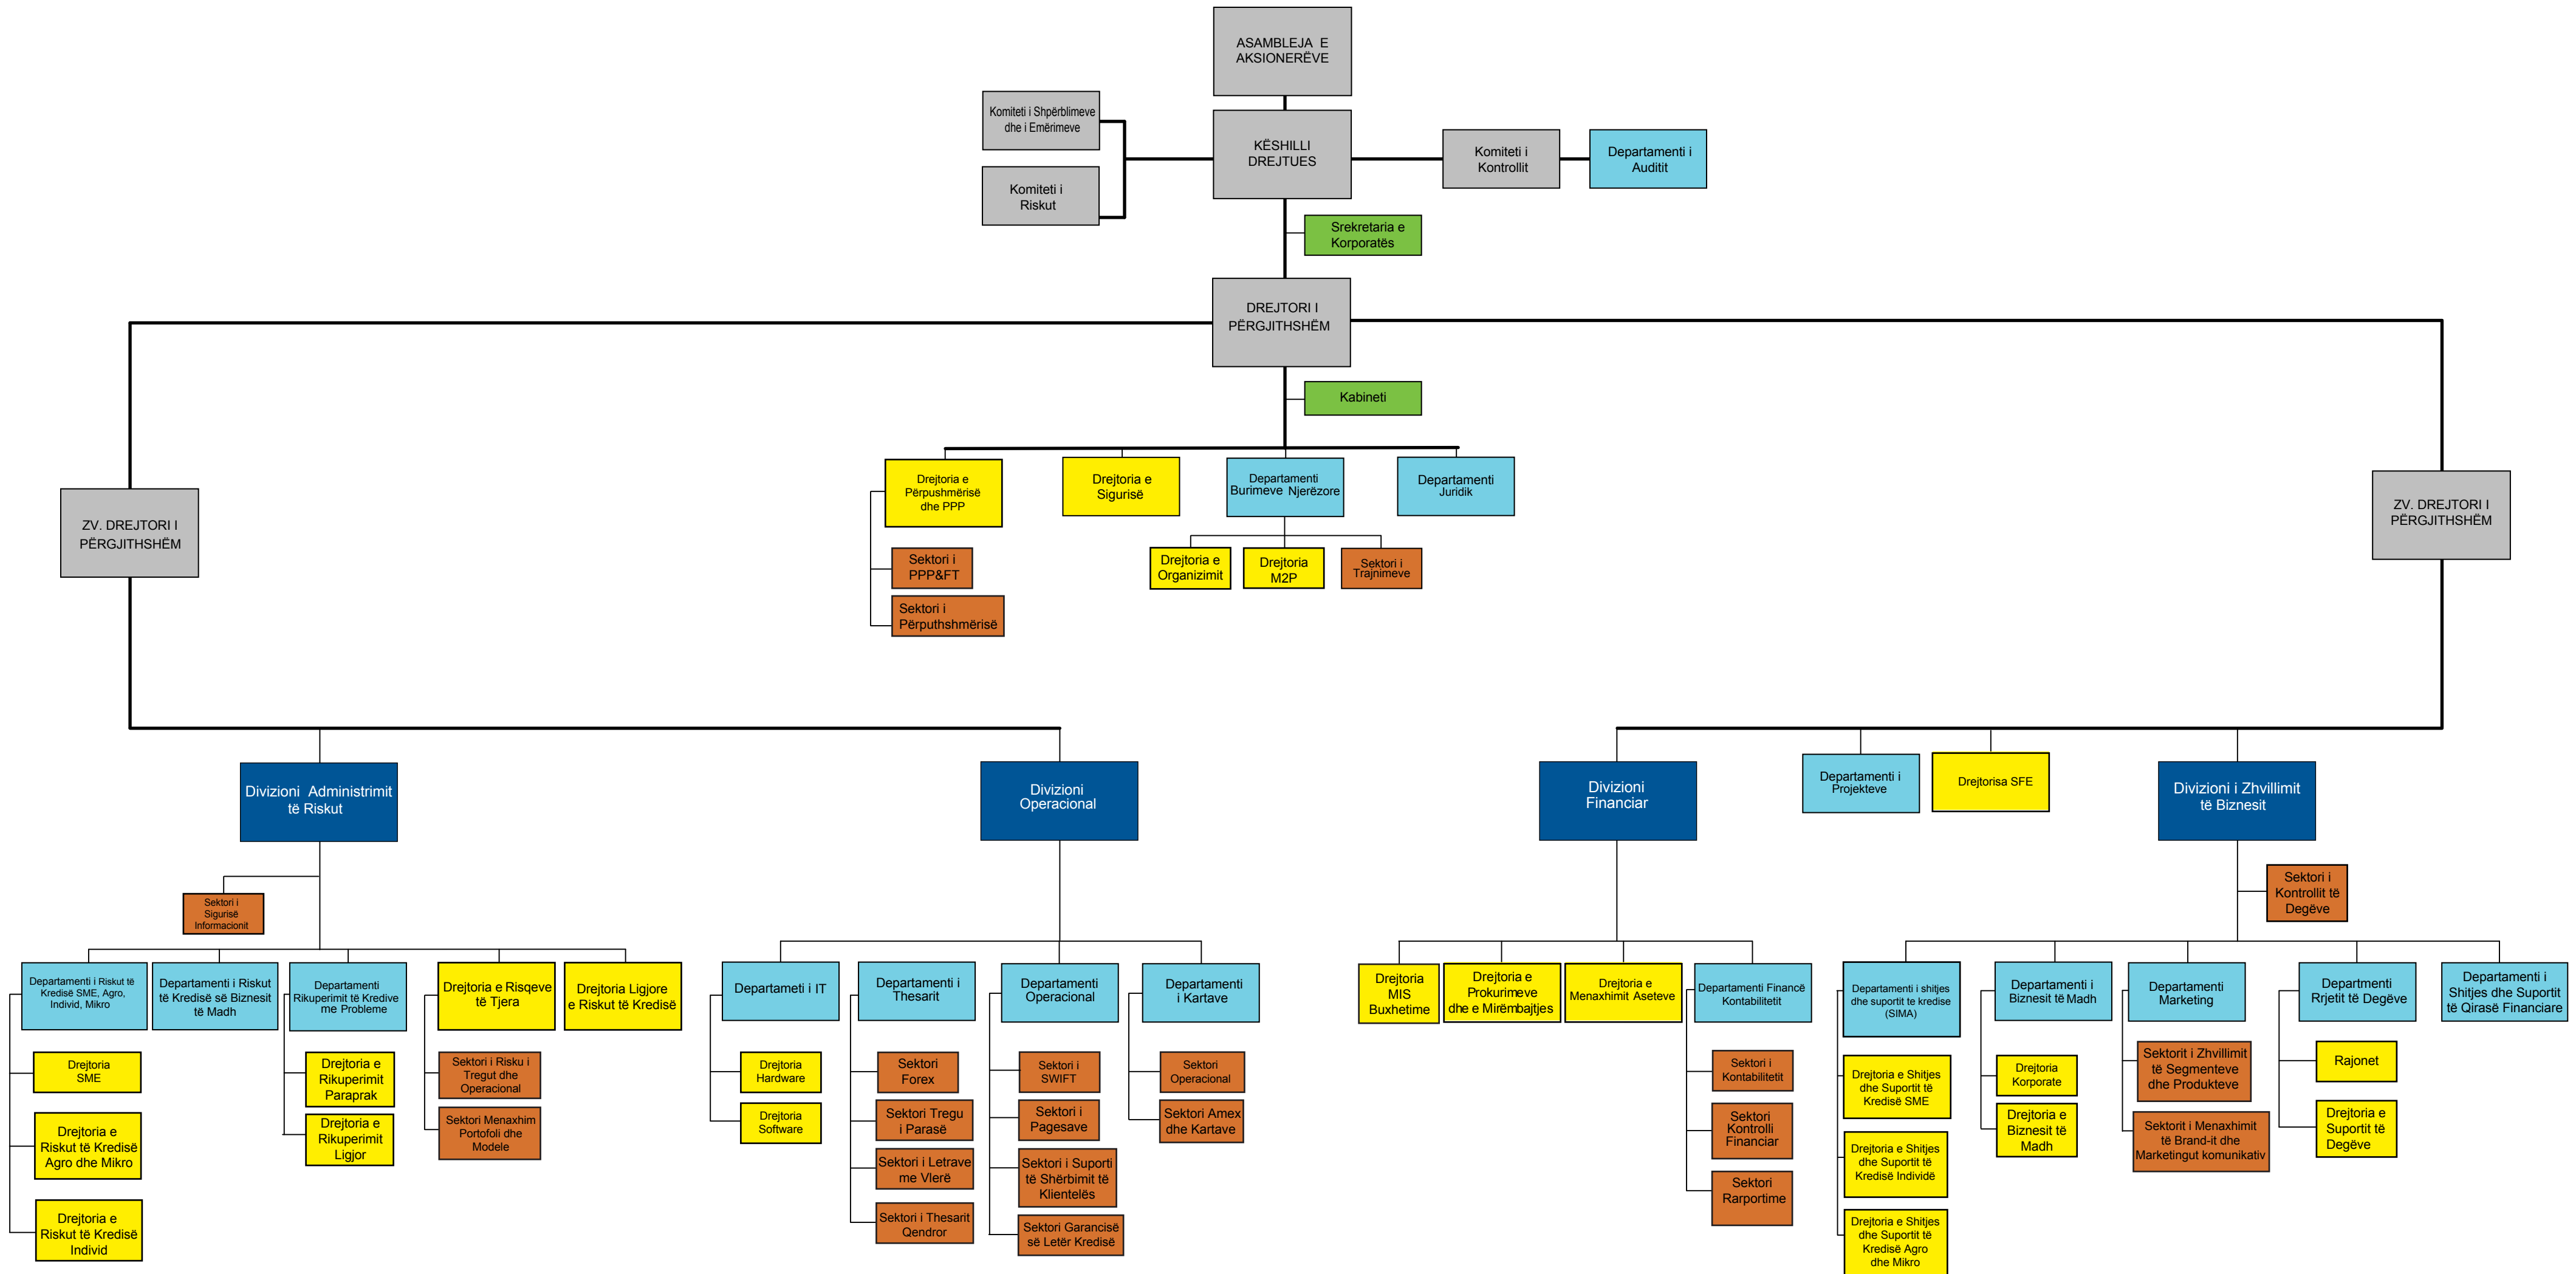 ASAMBLEJA E
AKSIONERËVE
Komiteti i Shpërblimeve
dhe i Emërimeve
KËSHILLI
DREJTUES
Komiteti i
Kontrollit
Departamenti i
Auditit
Komiteti i
Riskut
Srekretaria e
Korporatës
DREJTORI I
PËRGJITHSHËM
Kabineti
Drejtoria e
Përpushmërisë
dhe PPP
Drejtoria e
Sigurisë
Departamenti
Burimeve Njerëzore
Departamenti
Juridik
ZV. DREJTORI I
PËRGJITHSHËM
ZV. DREJTORI I
PËRGJITHSHËM
Sektori i
PPP&FT
Sektori i
Përputhshmërisë
Drejtoria e
Organizimit
Drejtoria
M2P
Sektori i
Trajnimeve
Divizioni Administrimit
të Riskut
Divizioni
Operacional
Divizioni
Financiar
Departamenti i
Projekteve
Drejtorisa SFE
Divizioni i Zhvillimit
të Biznesit
Sektori i
Sigurisë
Informacionit
Sektori i
Kontrollit të
Degëve
Departamenti i Riskut të
Kredisë SME, Agro,
Individ, Mikro
Departamenti i Riskut
të Kredisë së Biznesit
të Madh
Departamenti
Rikuperimit të Kredive
me Probleme
Drejtoria e Risqeve
të Tjera
Drejtoria Ligjore
e Riskut të Kredisë
Departameti i IT
Departamenti i
Thesarit
Departamenti
Operacional
Departamenti
i Kartave
Drejtoria
MIS
Buxhetime
Drejtoria e
Prokurimeve
dhe e Mirëmbajtjes
Drejtoria e
Menaxhimit Aseteve
Departamenti Financë
Kontabilitetit
Departamenti i shitjes
dhe suportit te kredise
(SIMA)
Departamenti i
Biznesit të Madh
Departamenti
Marketing
Departmenti
Rrjetit të Degëve
Departamenti i
Shitjes dhe Suportit
të Qirasë Financiare
Drejtoria
SME
Drejtoria e
Riskut të Kredisë
Agro dhe Mikro
Drejtoria e
Riskut të Kredisë
Individ
Drejtoria e
Rikuperimit
Paraprak
Drejtoria e
Rikuperimit
Ligjor
Sektori i Risku i
Tregut dhe
Operacional
Sektori Menaxhim
Portofoli dhe
Modele
Drejtoria
Hardware
Drejtoria
Software
Sektori
Forex
Sektori Tregu
i Parasë
Sektori i Letrave
me Vlerë
Sektori i Thesarit
Qendror
Sektori i
SWIFT
Sektori i
Pagesave
Sektori i Suporti
të Shërbimit të
Klientelës
Sektori Garancisë
së Letër Kredisë
Sektori
Operacional
Sektori Amex
dhe Kartave
Sektori i
Kontabilitetit
Sektori
Kontrolli
Financiar
Sektori
Rarportime
Drejtoria e Shitjes
dhe Suportit të
Kredisë SME
Drejtoria e Shitjes
dhe Suportit të
Kredisë Individë
Drejtoria e Shitjes
dhe Suportit të
Kredisë Agro
dhe Mikro
Drejtoria
Korporate
Drejtoria e
Biznesit të
Madh
Sektorit i Zhvillimit
të Segmenteve
dhe Produkteve
Sektorit i Menaxhimit
të Brand-it dhe
Marketingut komunikativ
Rajonet
Drejtoria e
Suportit të
Degëve